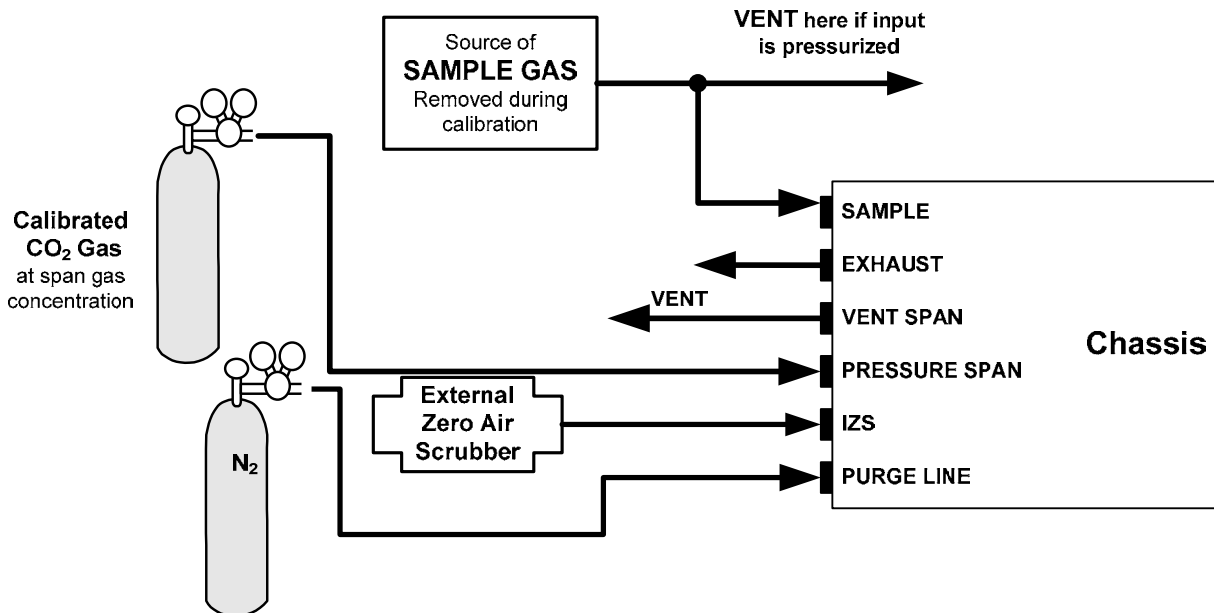 VENT here if input
is pressurized
Source of
SAMPLE GAS
Removed during
calibration
Calibrated
CO₂ Gas
at span gas
concentration
SAMPLE
EXHAUST
VENT
VENT SPAN
Chassis
PRESSURE SPAN
External
Zero Air
Scrubber
IZS
N₂
PURGE LINE